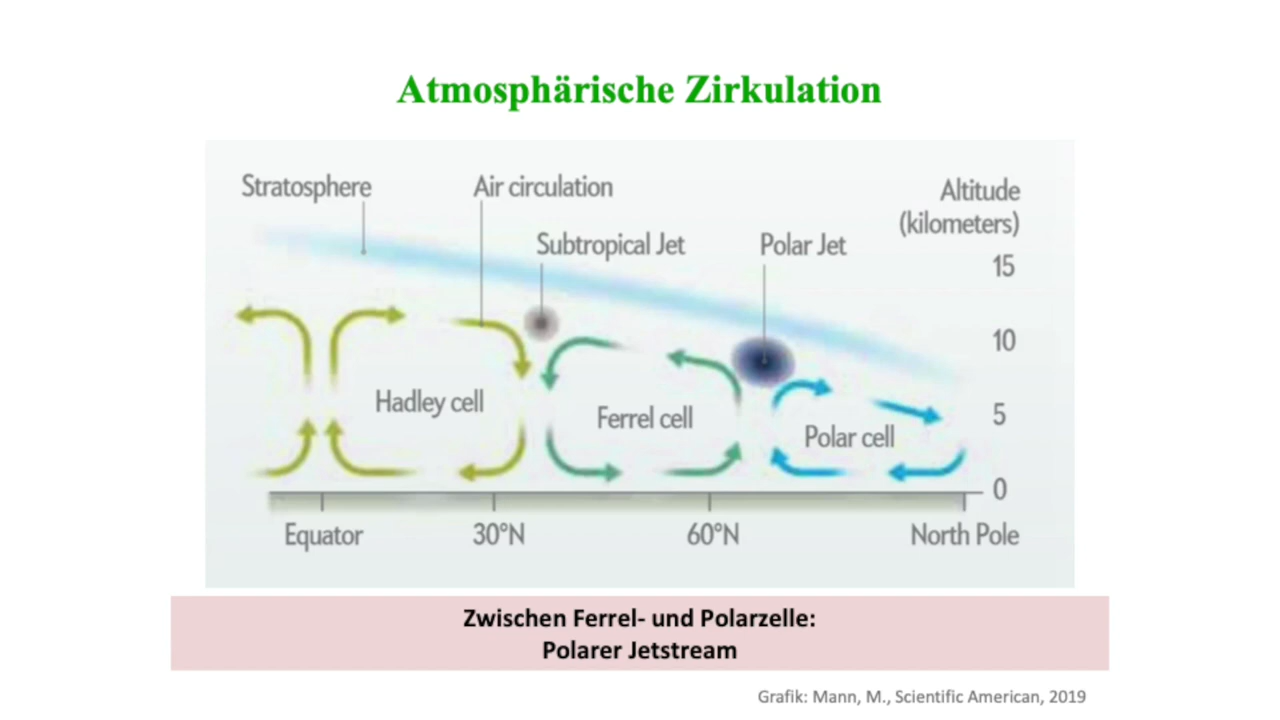 Atmosphärische Zirkulation
Stratosphere
Air circulation
Altitude
(kilometers)
Subtropical Jet
Polar Jet
15
10
Hadley cell
Ferrel cell
5
Polar cell
0
Equator
30°N
60°N
North Pole
Zwischen Ferrel- und Polarzelle:
Polarer Jetstream
Grafik: Mann, M., Scientific American, 2019